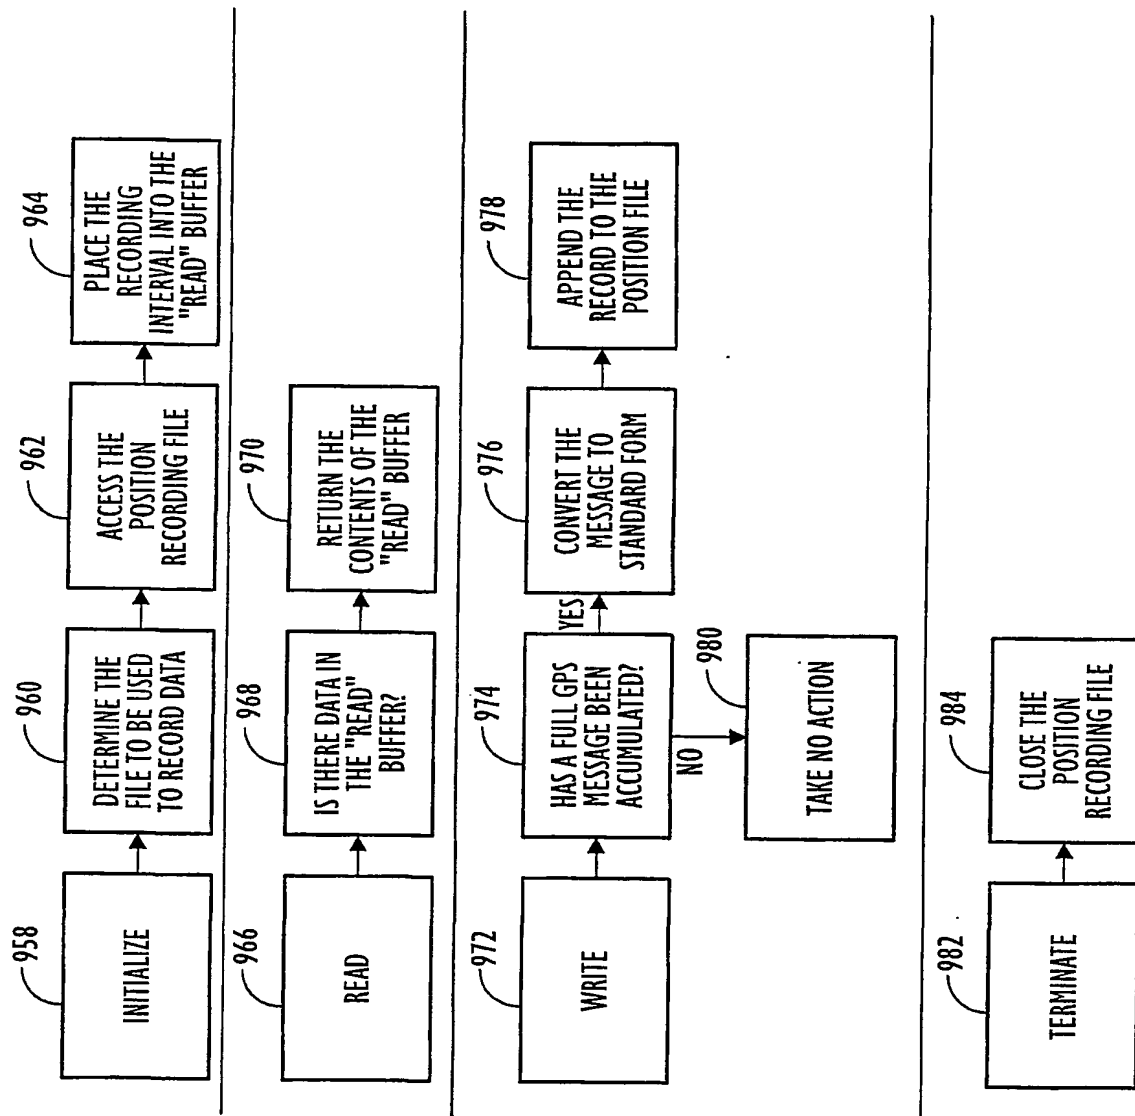 958
INITIALIZE
960
DETERMINE THE
FILE TO BE USED
TO RECORD DATA
962
ACCESS THE
POSITION
RECORDING FILE
964
PLACE THE
RECORDING
INTERVAL INTO THE
"READ" BUFFER
966
READ
968
IS THERE DATA IN
THE "READ"
BUFFER?
970
RETURN THE
CONTENTS OF THE
"READ" BUFFER
972
WRITE
974
HAS A FULL GPS
MESSAGE BEEN
ACCUMULATED?
YES
976
CONVERT THE
MESSAGE TO
STANDARD FORM
978
APPEND THE
RECORD TO THE
POSITION FILE
NO
980
TAKE NO ACTION
982
TERMINATE
984
CLOSE THE
POSITION
RECORDING FILE